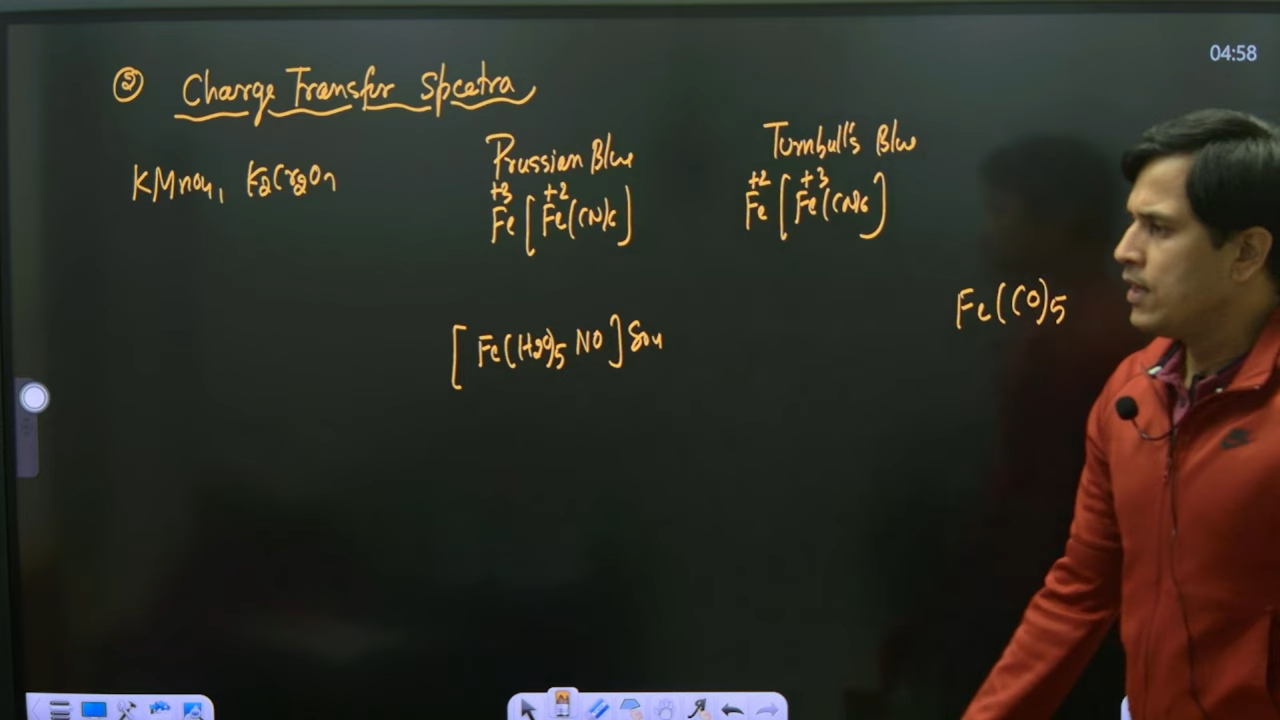 04:58
② Charge Transfer Spectra
Prussian Blue
Turnbull's Blue
KMnO4, K2Cr2O7
+3 +2
Fe[Fe(CN)6]
+2 +3
Fe[Fe(CN)6]
Fe(CO)5
[Fe(H2O)5 NO]SO4